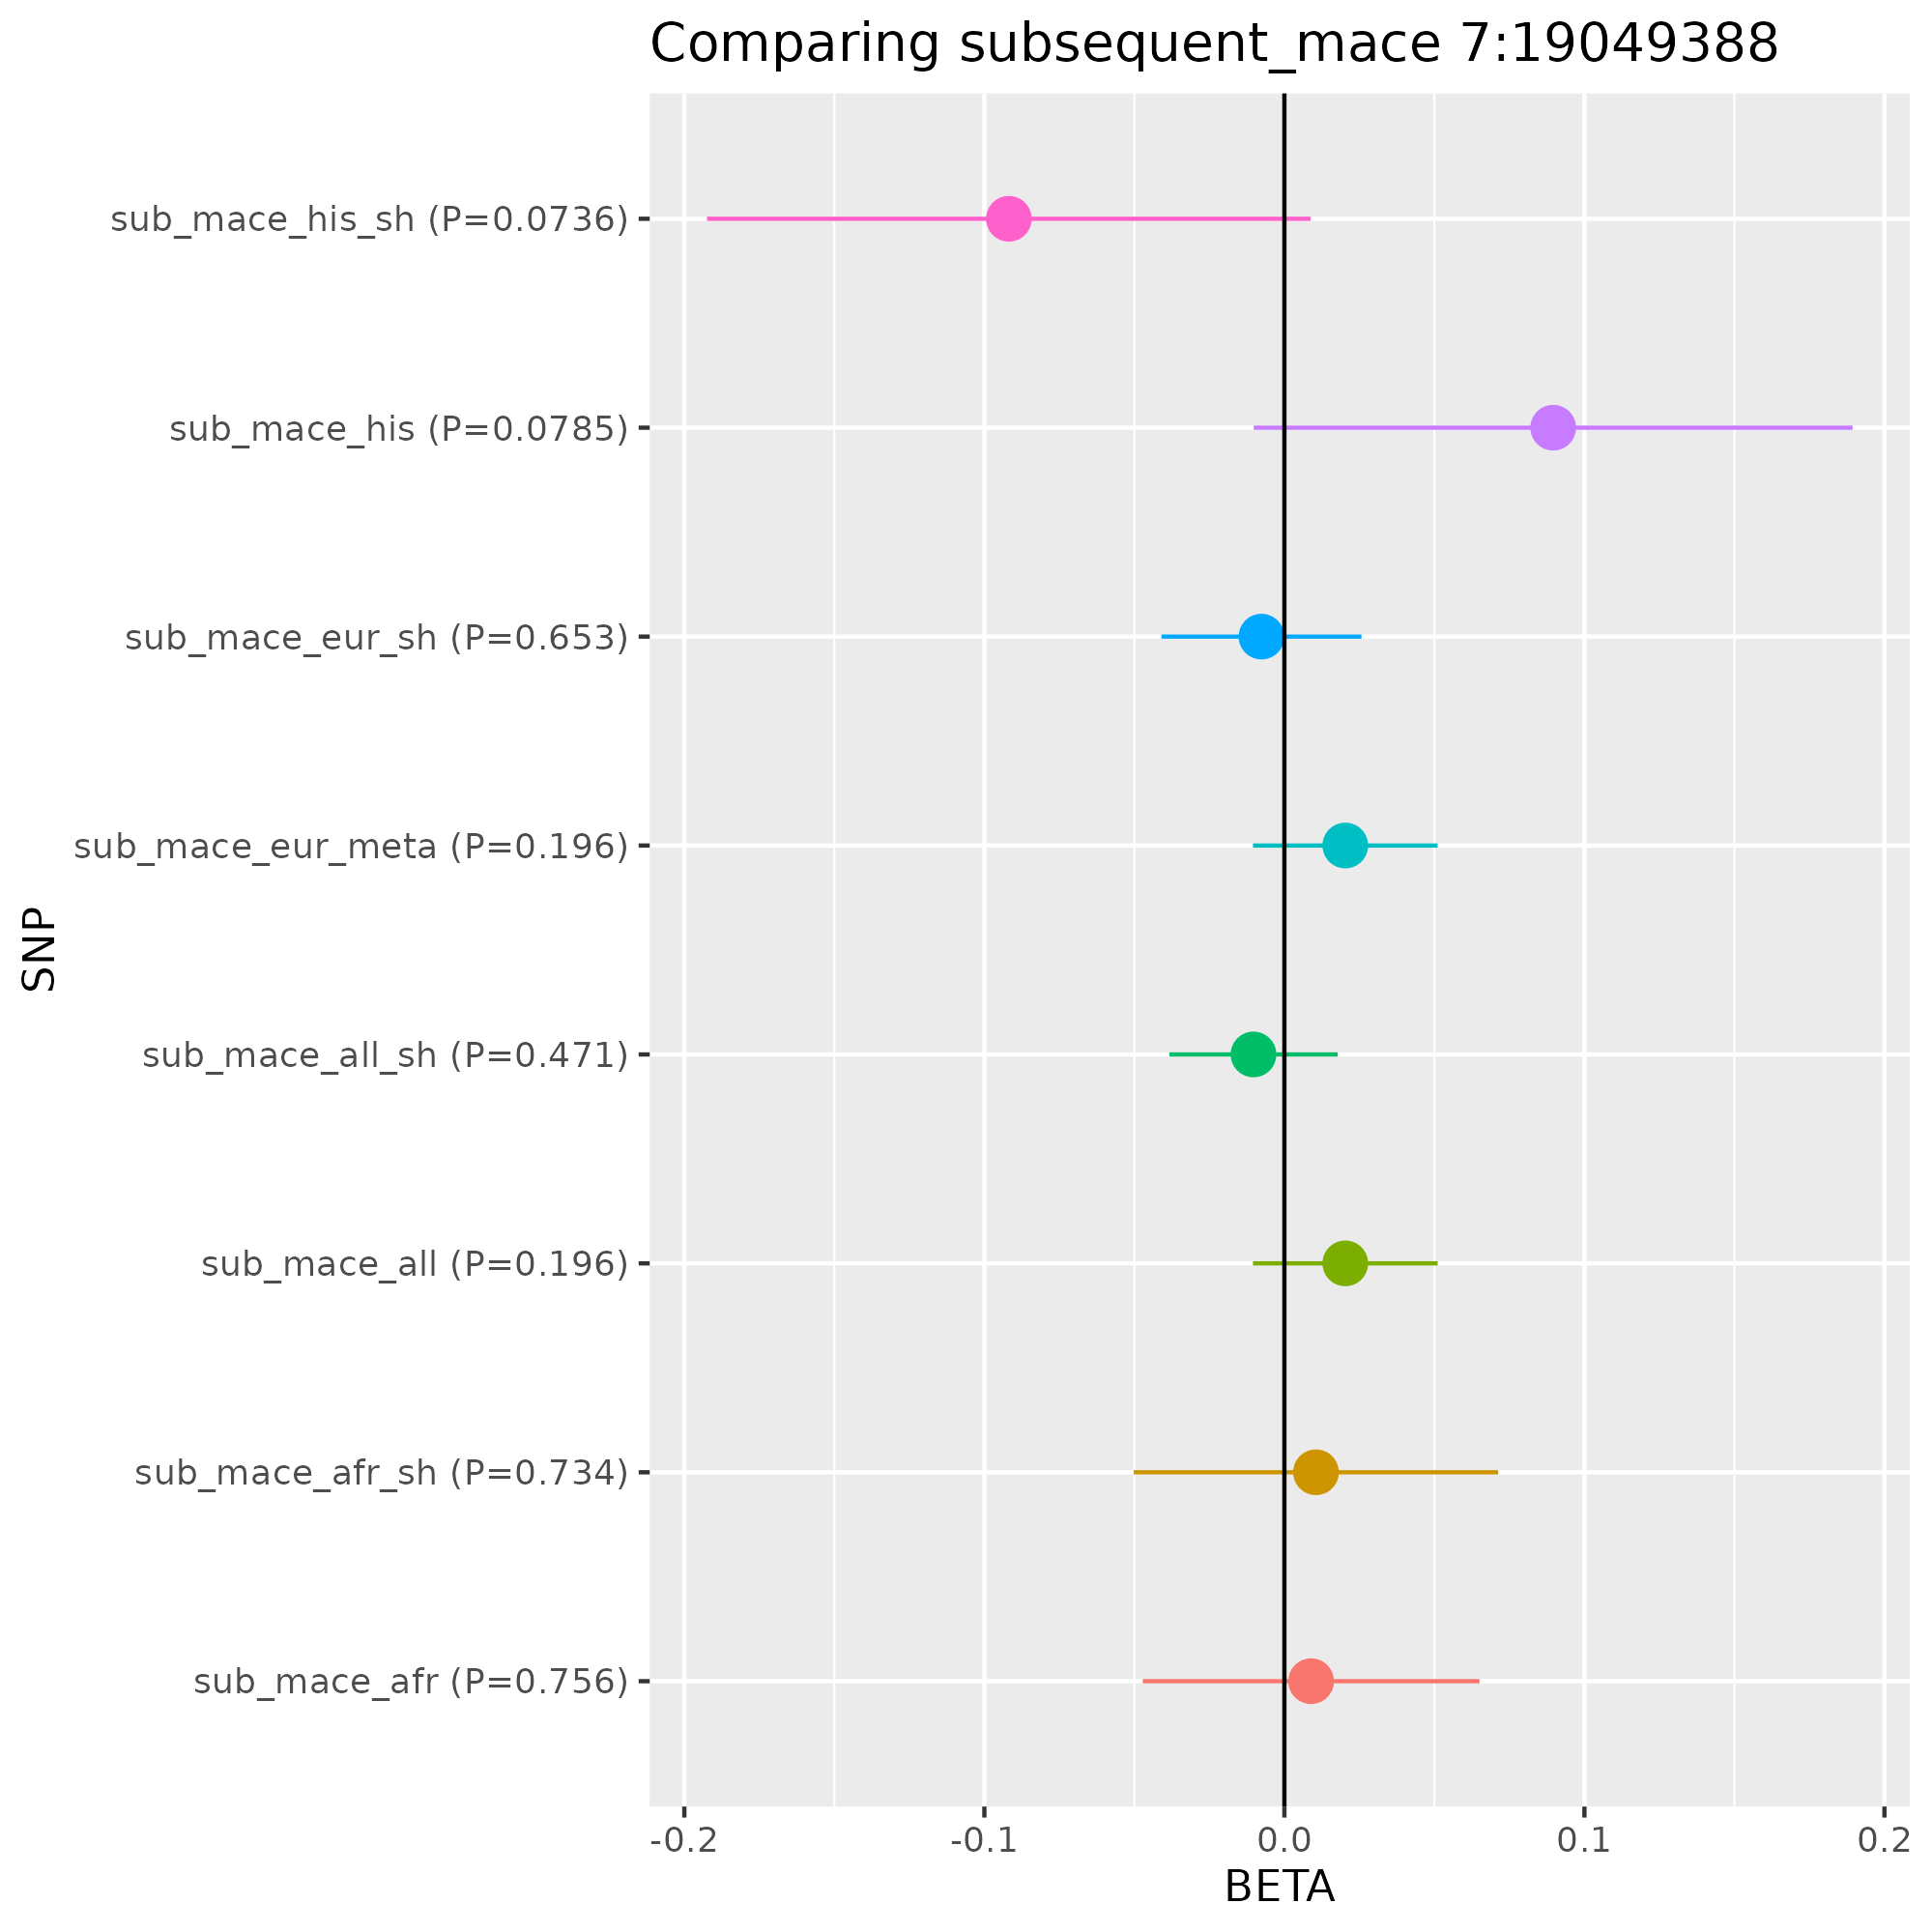 Comparing subsequent_mace 7:19049388
sub_mace_his_sh (P=0.0736)
sub_mace_his (P=0.0785)
sub_mace_eur_sh (P=0.653)
sub_mace_eur_meta (P=0.196)
SNP
sub_mace_all_sh (P=0.471)
sub_mace_all (P=0.196)
sub_mace_afr_sh (P=0.734)
sub_mace_afr (P=0.756)
-0.2 -0.1 0.0 0.1 0.2
BETA